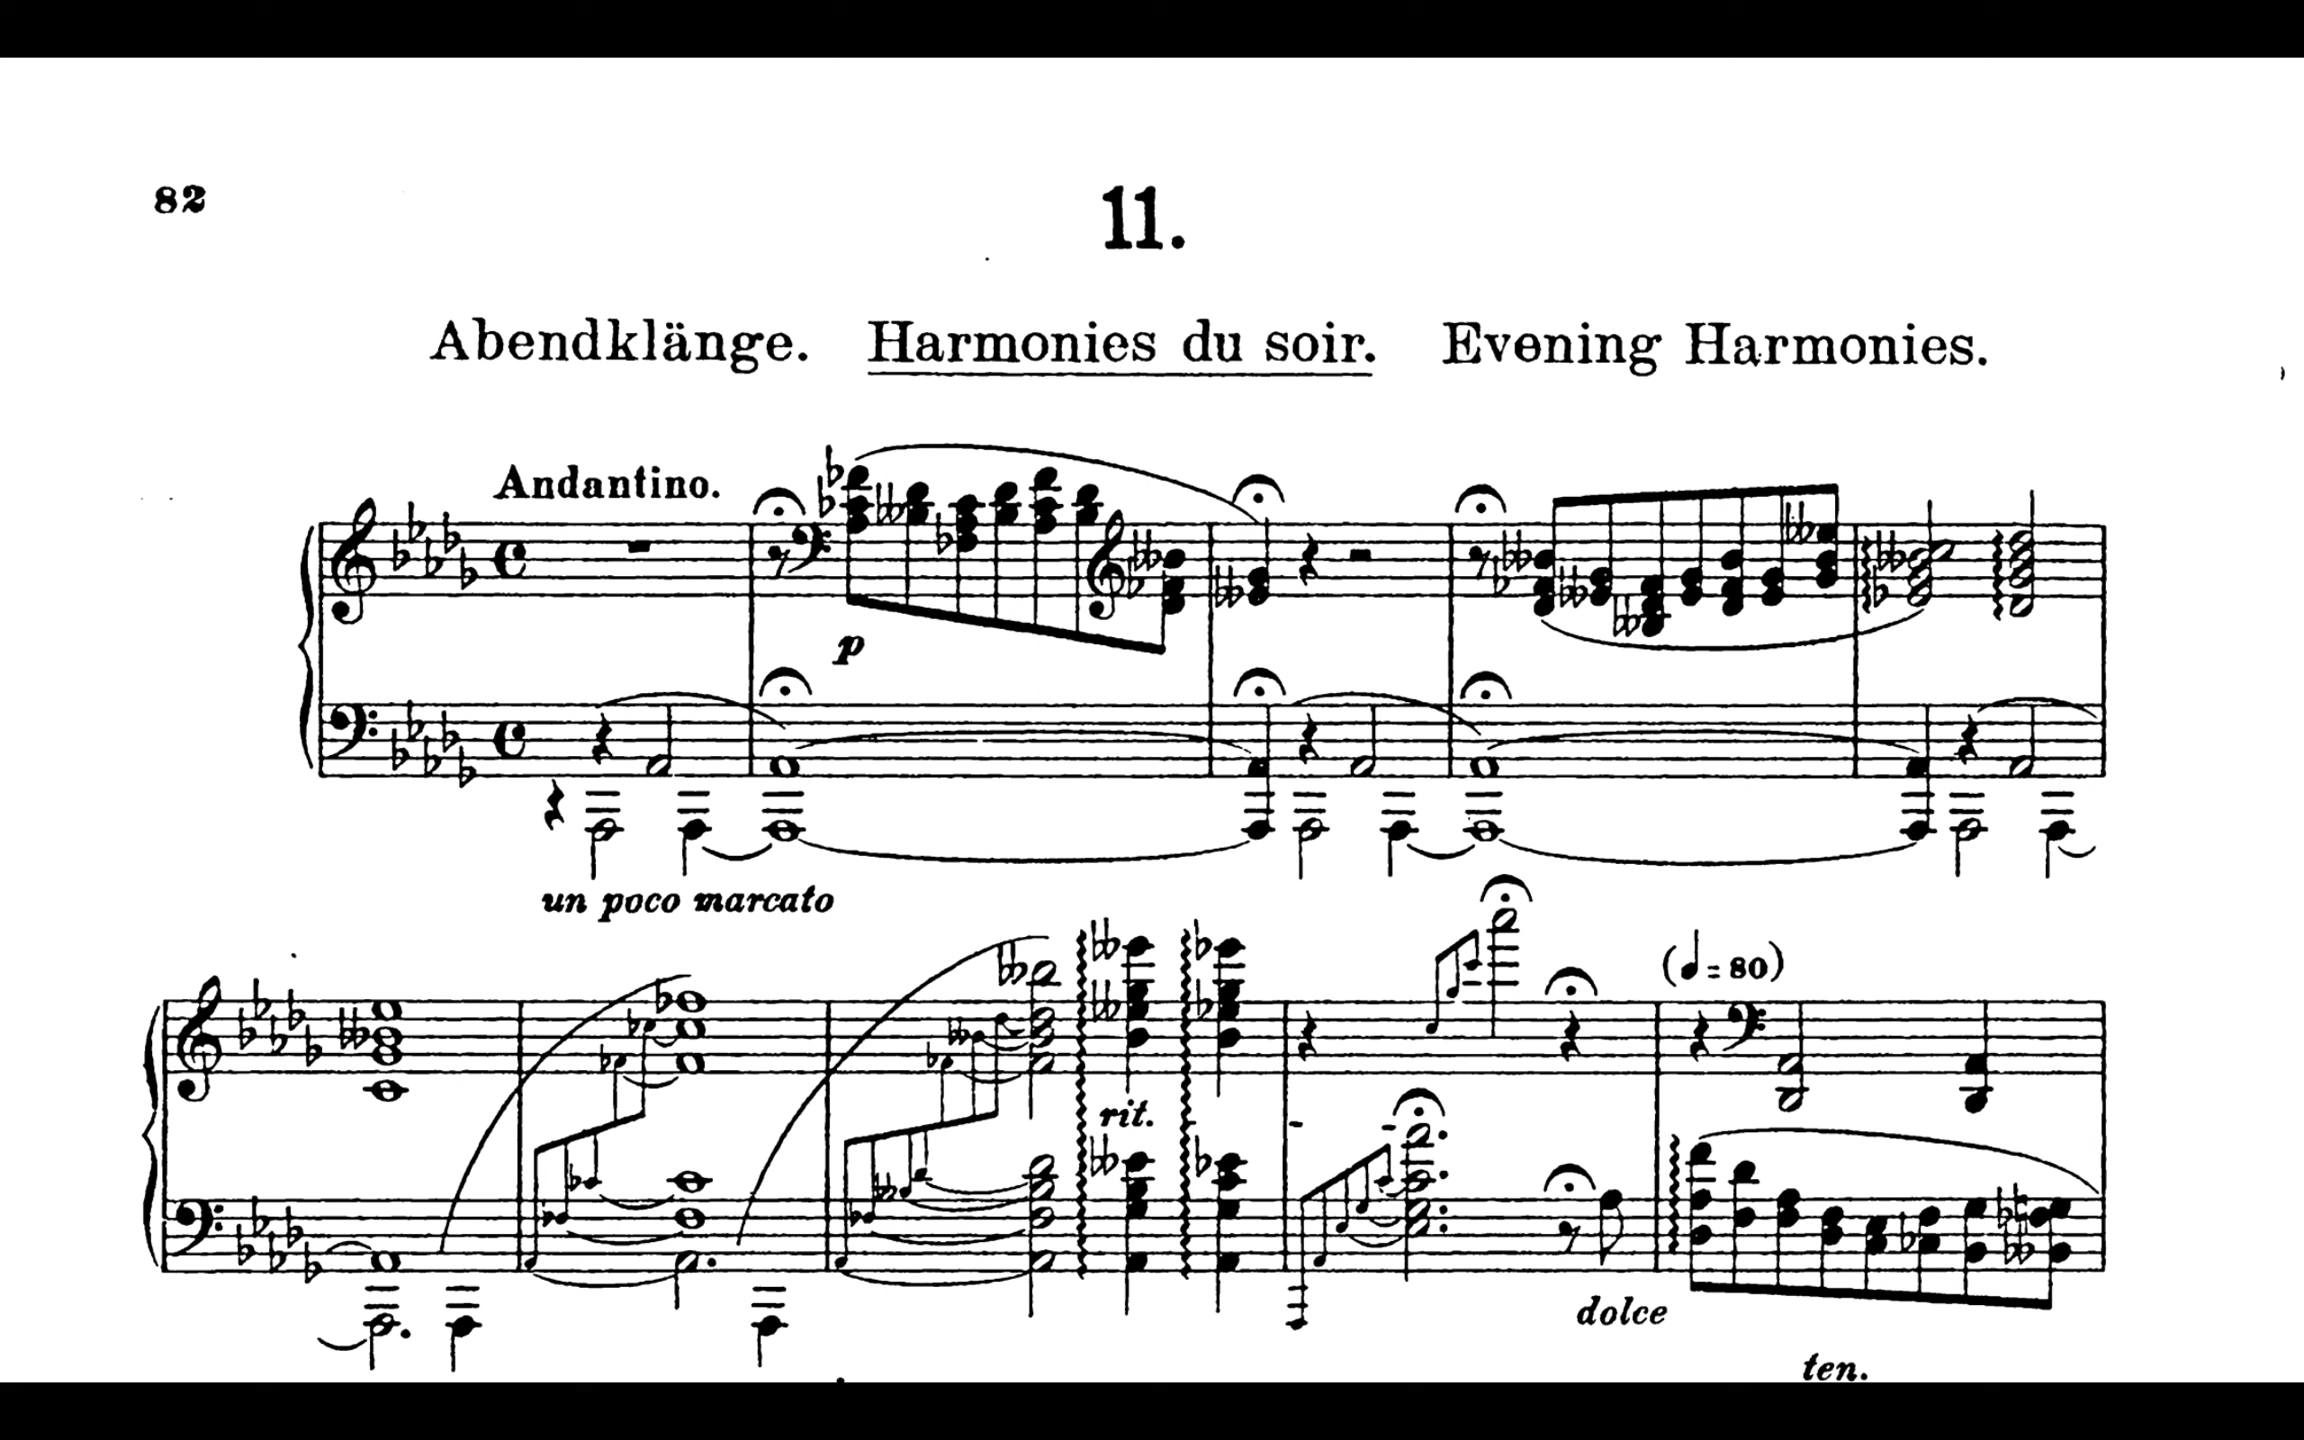 82
11.
Abendklänge. Harmonies du soir. Evening Harmonies.
Andantino.
p
un poco marcato
(♩ = 80)
rit.
dolce
ten.